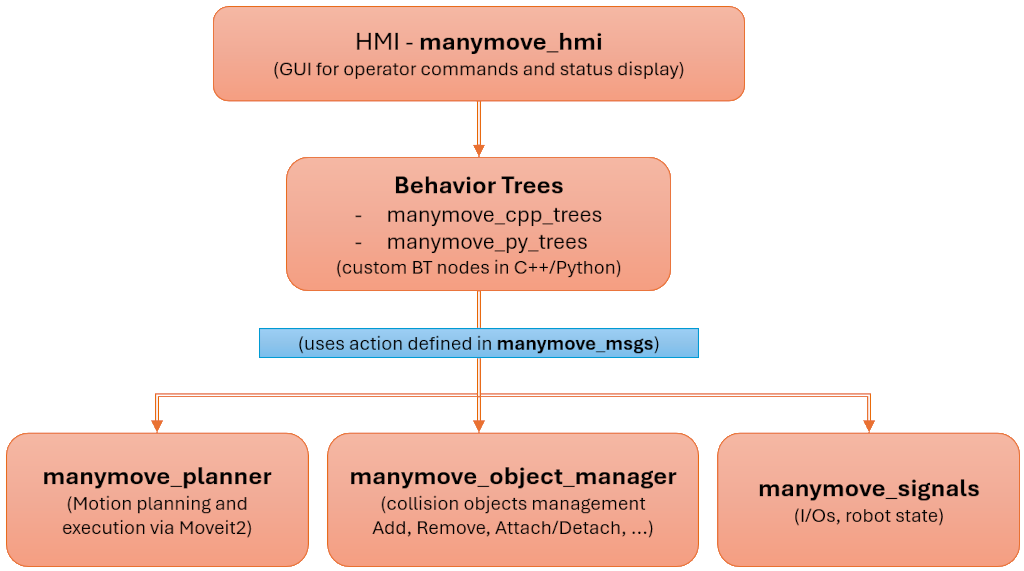 HMI - manymove_hmi
(GUI for operator commands and status display)
Behavior Trees
- manymove_cpp_trees
- manymove_py_trees
(custom BT nodes in C++/Python)
(uses action defined in manymove_msgs)
manymove_planner
(Motion planning and
execution via Moveit2)
manymove_object_manager
(collision objects management
Add, Remove, Attach/Detach, ...)
manymove_signals
(I/Os, robot state)